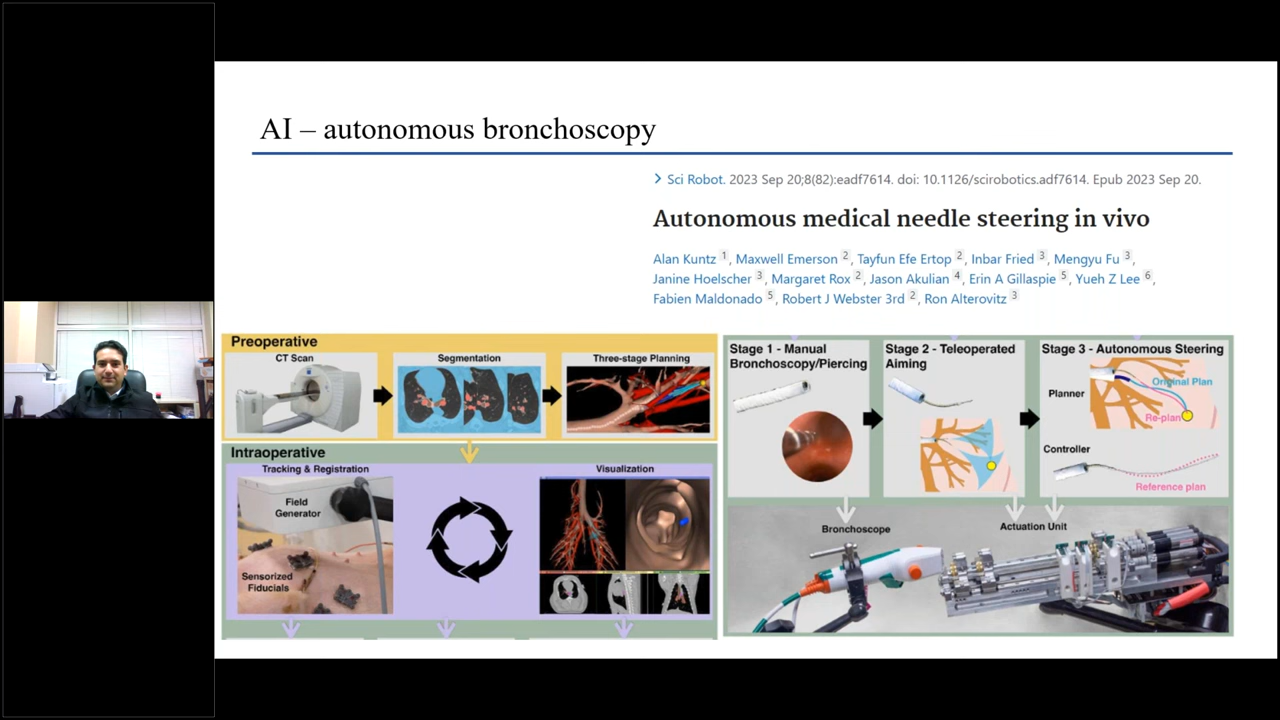 AI – autonomous bronchoscopy
> Sci Robot. 2023 Sep 20;8(82):eadf7614. doi: 10.1126/scirobotics.adf7614. Epub 2023 Sep 20.
Autonomous medical needle steering in vivo
Alan Kuntz 1, Maxwell Emerson 2, Tayfun Efe Ertop 2, Inbar Fried 3, Mengyu Fu 3,
Janine Hoelscher 3, Margaret Rox 2, Jason Akulian 4, Erin A Gillaspie 5, Yueh Z Lee 6,
Fabien Maldonado 5, Robert J Webster 3rd 2, Ron Alterovitz 3
Preoperative
CT Scan
Segmentation
Three-stage Planning
Intraoperative
Tracking & Registration
Field
Generator
Sensorized
Fiducials
Visualization
Stage 1 - Manual
Bronchoscopy/Piercing
Stage 2 - Teleoperated
Aiming
Stage 3 - Autonomous Steering
Planner
Original Plan
Re-plan
Controller
Reference plan
Bronchoscope
Actuation Unit